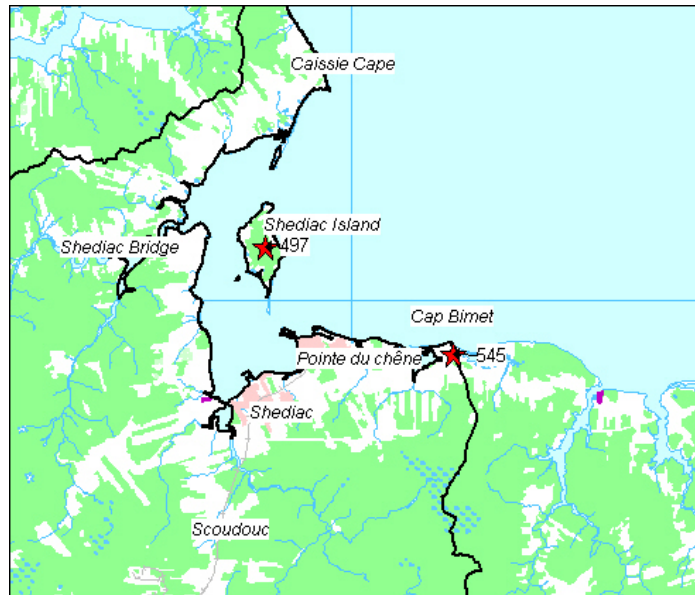 Caissie Cape
Shediac Island
497
Shediac Bridge
Cap Bimet
Pointe du chêne
545
Shediac
Scoudouc